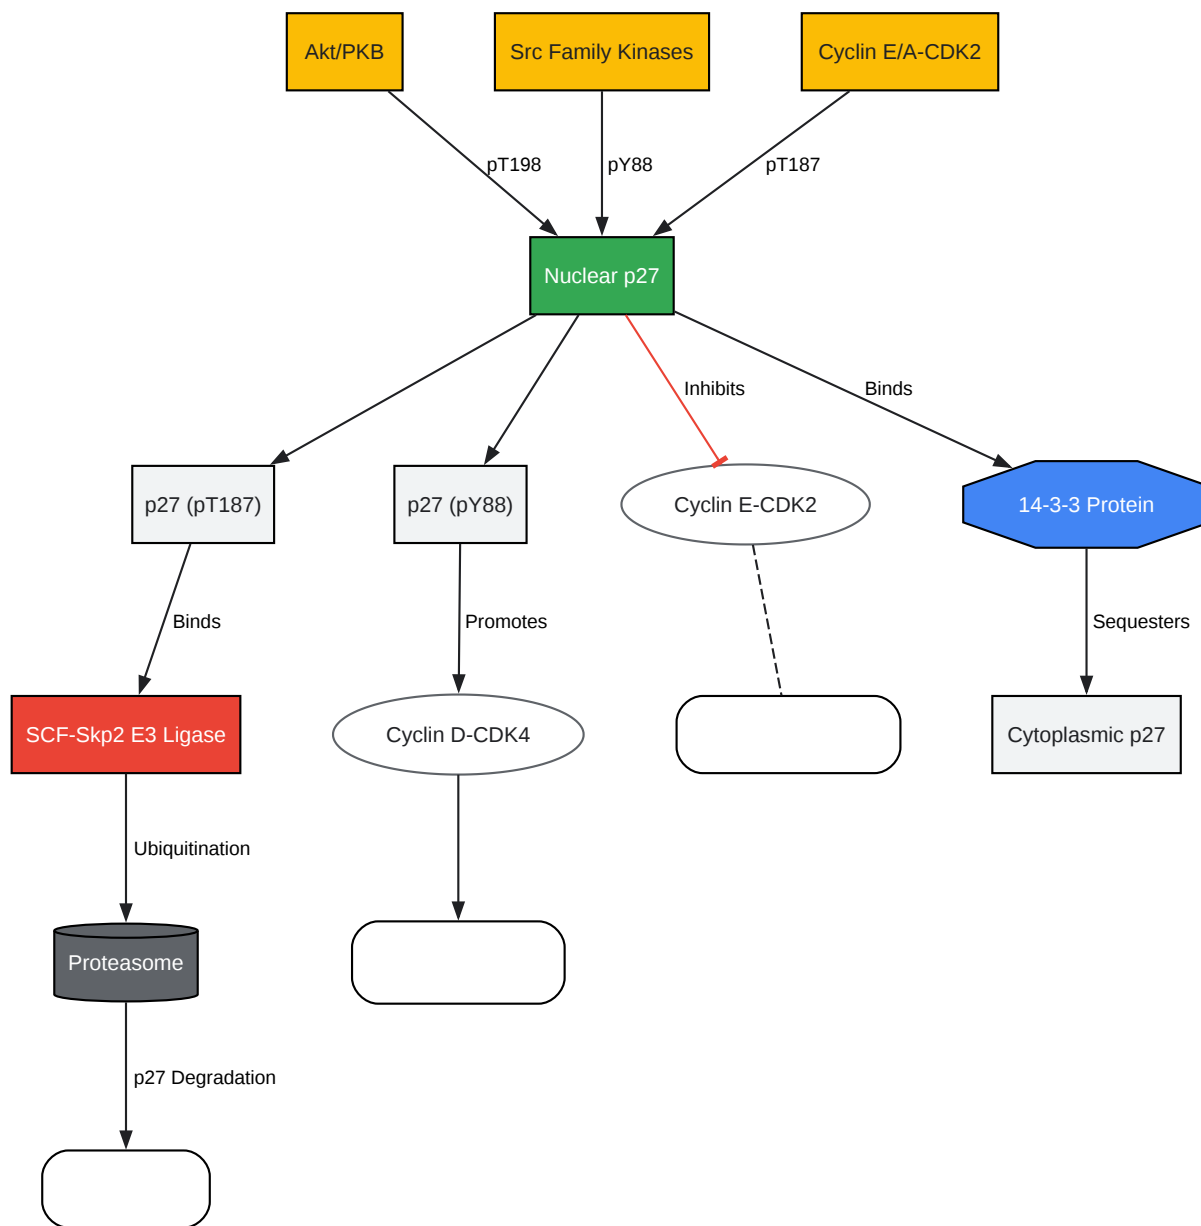 Akt/PKB
Src Family Kinases
Cyclin E/A-CDK2
pT198
pY88
pT187
Nuclear p27
Inhibits
Binds
p27 (pT187)
p27 (pY88)
Cyclin E-CDK2
14-3-3 Protein
Binds
Promotes
Sequesters
SCF-Skp2 E3 Ligase
Cyclin D-CDK4
Cytoplasmic p27
Ubiquitination
Proteasome
p27 Degradation